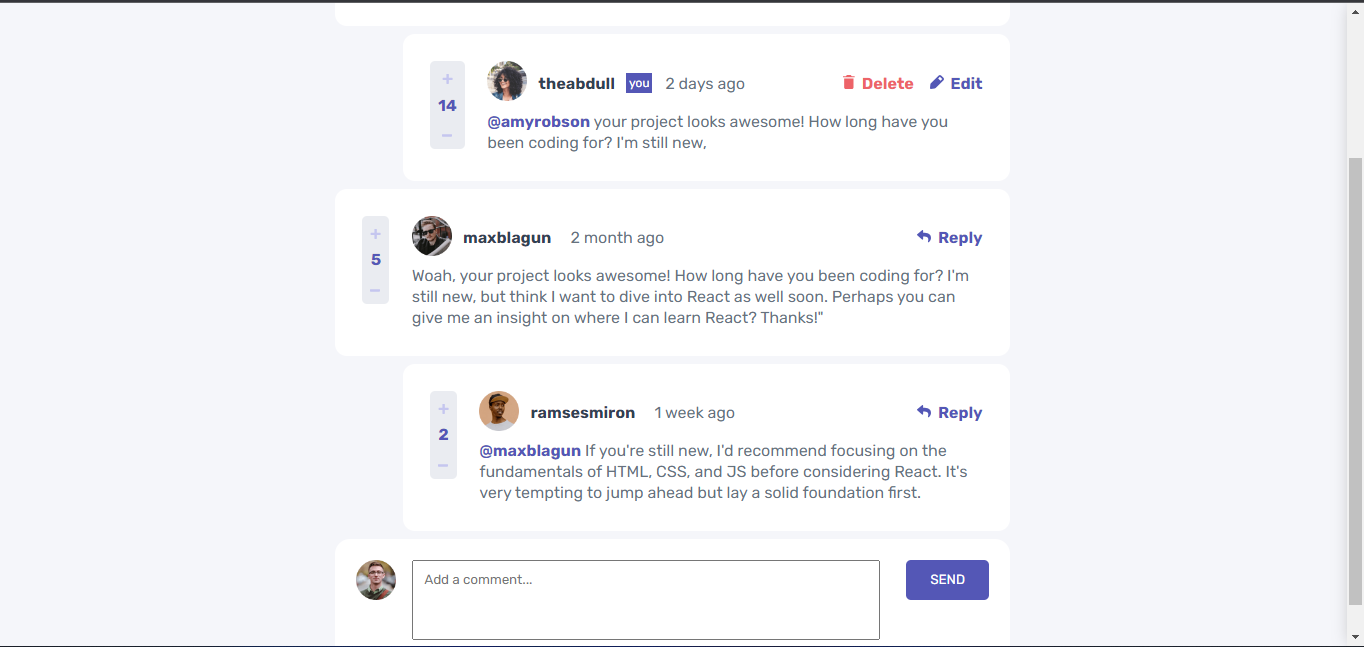 +
14
−
theabdull you 2 days ago Delete Edit
@amyrobson your project looks awesome! How long have you
been coding for? I'm still new,
+
5
−
maxblagun 2 month ago Reply
Woah, your project looks awesome! How long have you been coding for? I'm
still new, but think I want to dive into React as well soon. Perhaps you can
give me an insight on where I can learn React? Thanks!"
+
2
−
ramsesmiron 1 week ago Reply
@maxblagun If you're still new, I'd recommend focusing on the
fundamentals of HTML, CSS, and JS before considering React. It's
very tempting to jump ahead but lay a solid foundation first.
Add a comment...
SEND